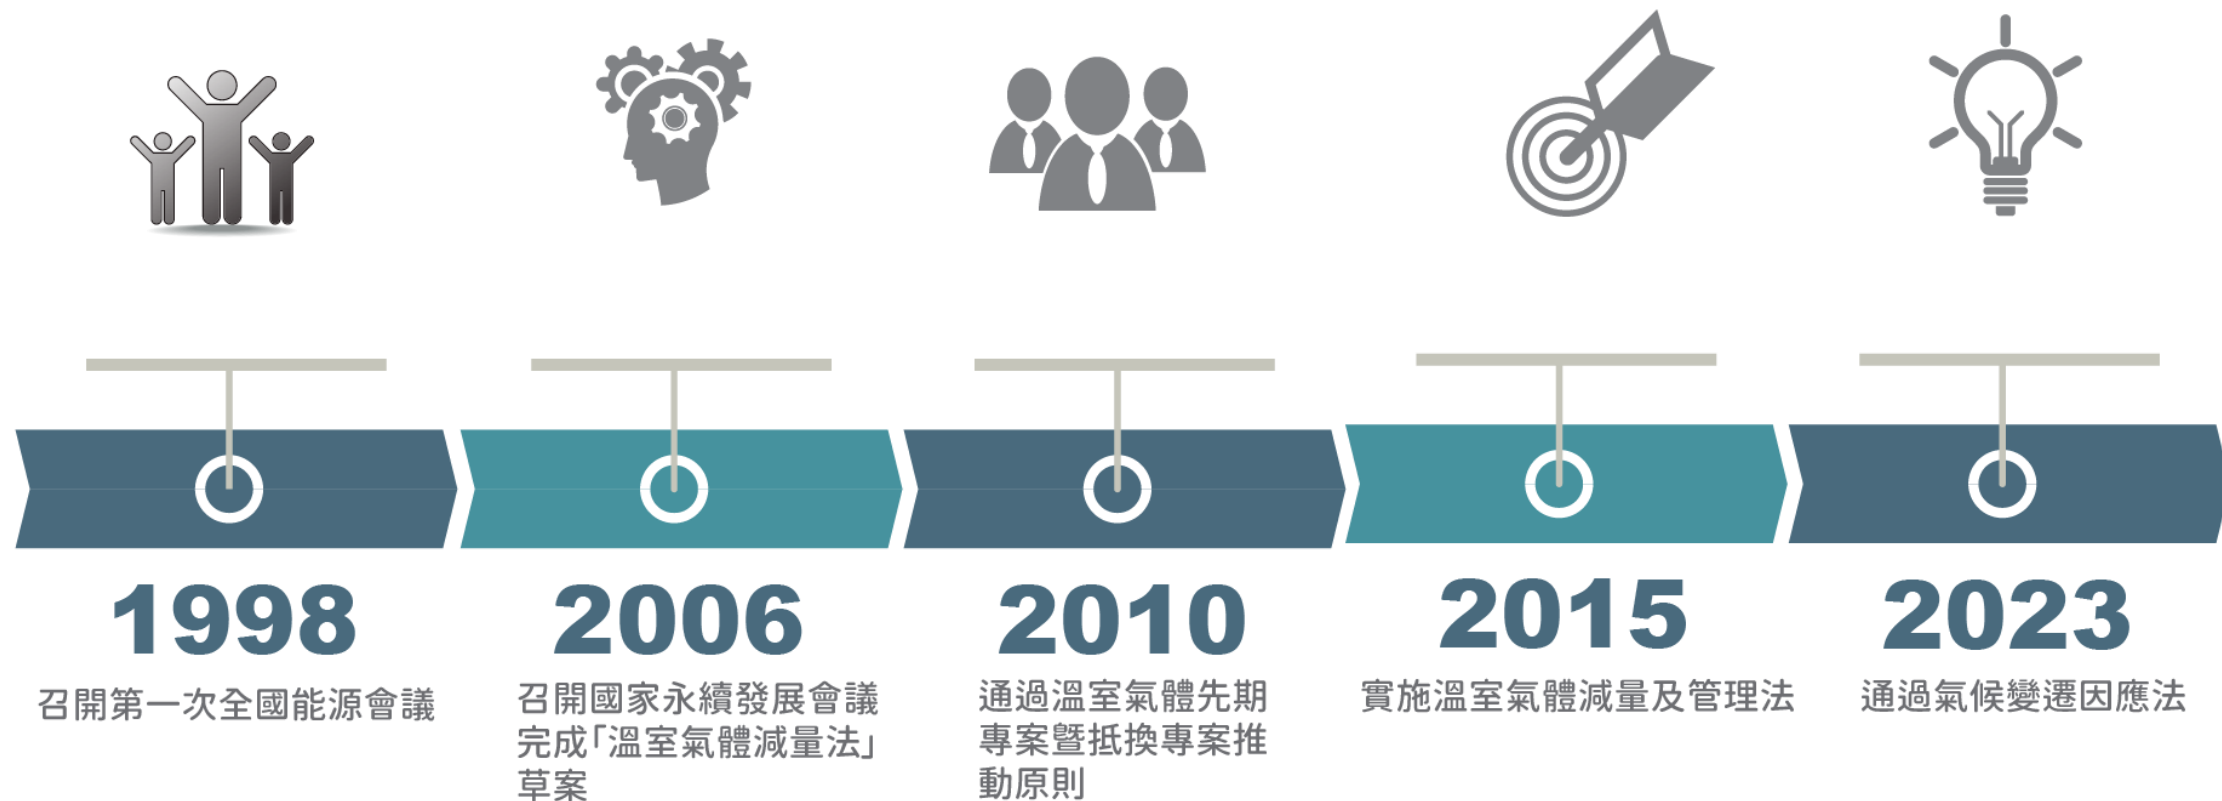 1998
召開第一次全國能源會議
2006
召開國家永續發展會議
完成「溫室氣體減量法」
草案
2010
通過溫室氣體先期
專案暨抵換專案推
動原則
2015
實施溫室氣體減量及管理法
2023
通過氣候變遷因應法